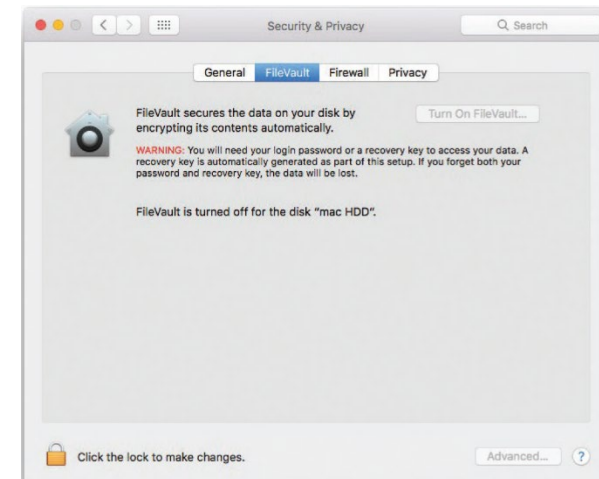 Security & Privacy
Search
General
FileVault
Firewall
Privacy
FileVault secures the data on your disk by
encrypting its contents automatically.
Turn On FileVault...
WARNING: You will need your login password or a recovery key to access your data. A
recovery key is automatically generated as part of this setup. If you forget both your
password and recovery key, the data will be lost.
FileVault is turned off for the disk “mac HDD”.
Click the lock to make changes.
Advanced...
?